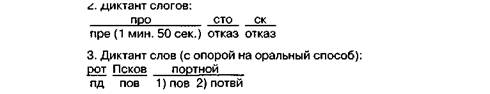 2. Диктант слогов:
про сто ск
пре (1 мин. 50 сек.) отказ отказ
3. Диктант слов (с опорой на оральный способ):
рот Псков портной
пд пов 1) пов 2) потвй